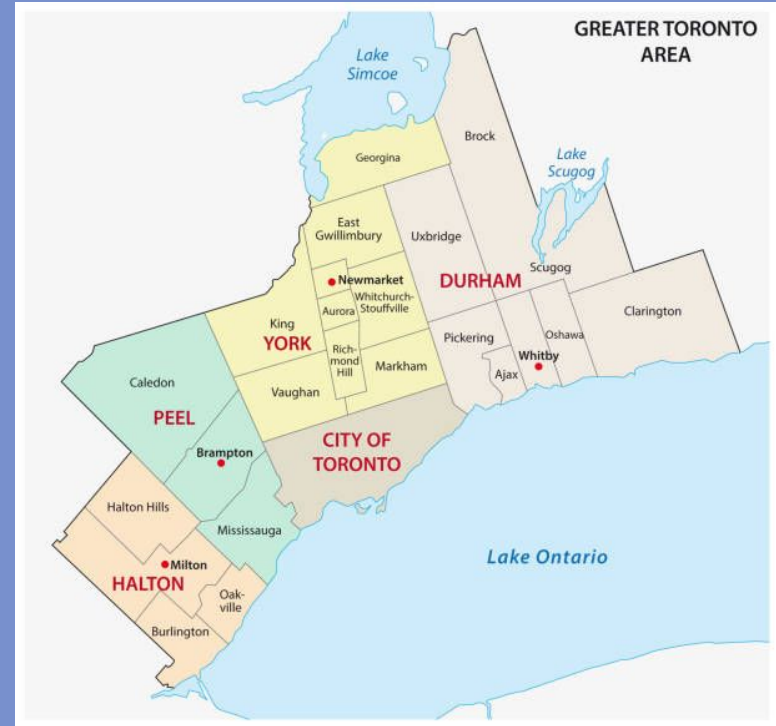 GREATER TORONTO
AREA
Lake
Simcoe
Brock
Georgina
Lake
Scugog
East
Gwillimbury
Uxbridge
Scugog
Newmarket
DURHAM
Whitchurch-
Stouffville
Aurora
Clarington
King
YORK
Rich-
mond
Hill
Pickering
Oshawa
Whitby
Markham
Ajax
Caledon
Vaughan
PEEL
CITY OF
TORONTO
Brampton
Halton Hills
Mississauga
Lake Ontario
Milton
HALTON
Oak-
ville
Burlington